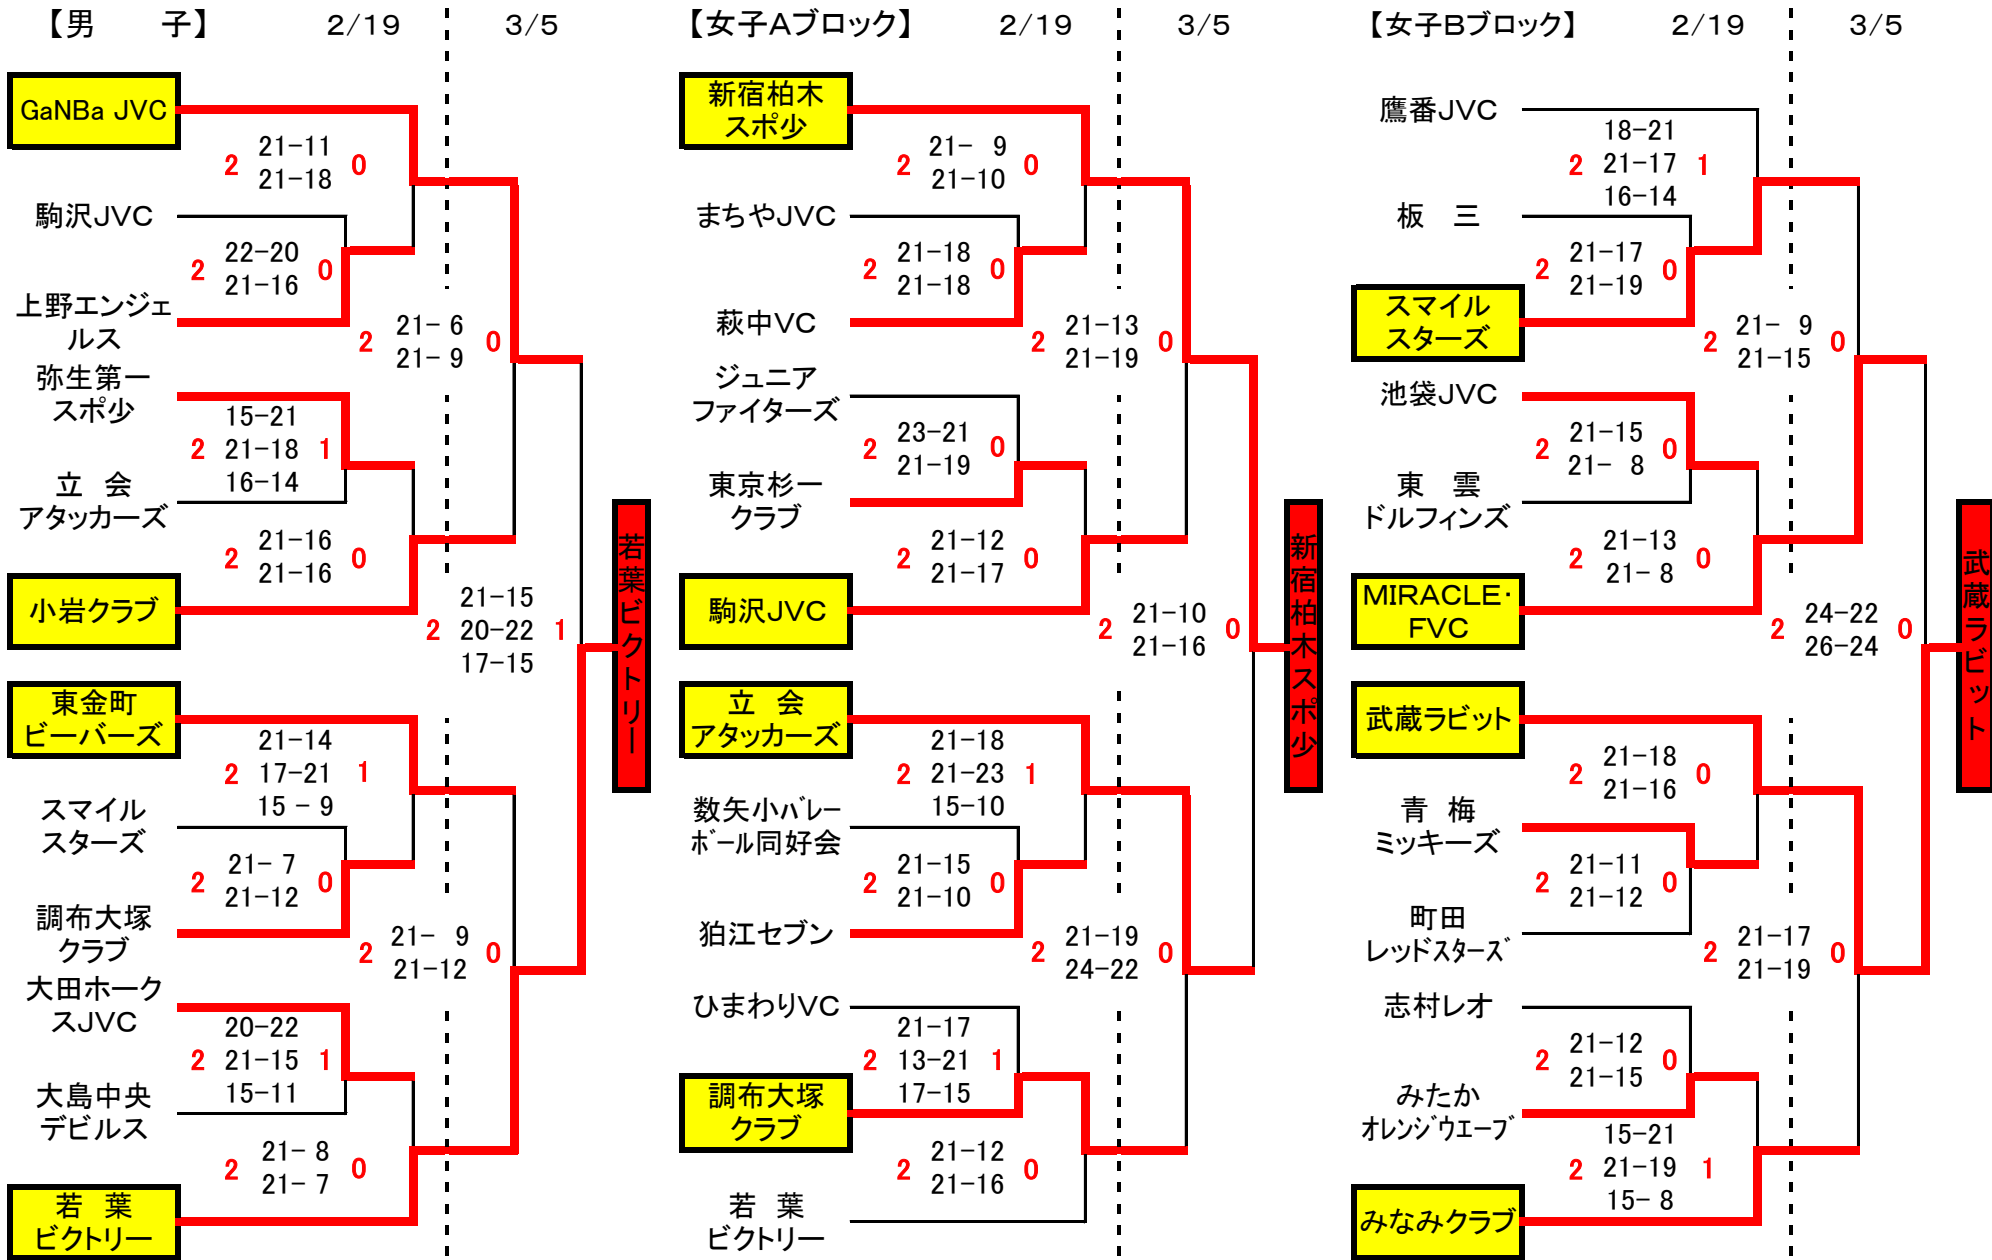 【男　　子】　2/19　3/5
GaNBa JVC
2　21-11　0
21-18
駒沢JVC
2　22-20　0
21-16
上野エンジェ
ルス
2　21- 6　0
21- 9
弥生第一
スポ少
15-21
2　21-18　1
16-14
立　会
アタッカーズ
2　21-16　0
21-16
小岩クラブ
21-15
2　20-22　1
17-15
若葉ビクトリー
東金町
ビーバーズ
21-14
2　17-21　1
15 - 9
スマイル
スターズ
2　21- 7　0
21-12
調布大塚
クラブ
2　21-　9　0
21-12
大田ホーク
スJVC
20-22
2　21-15　1
15-11
大島中央
デビルス
2　21- 8　0
21- 7
若　葉
ビクトリー
【女子Aブロック】　2/19　3/5
新宿柏木
スポ少
2　21-　9　0
21-10
まちやJVC
2　21-18　0
21-18
萩中VC
2　21-13　0
21-19
ジュニア
ファイターズ
2　23-21　0
21-19
東京杉一
クラブ
2　21-12　0
21-17
駒沢JVC
2　21-10　0
21-16
新宿柏木スポ少
立　会
アタッカーズ
21-18
2　21-23　1
15-10
数矢小バレー
ボール同好会
2　21-15　0
21-10
狛江セブン
2　21-19　0
24-22
ひまわりVC
21-17
2　13-21　1
17-15
調布大塚
クラブ
2　21-12　0
21-16
若　葉
ビクトリー
【女子Bブロック】　2/19　3/5
鷹番JVC
18-21
2　21-17　1
16-14
板　三
2　21-17　0
21-19
スマイル
スターズ
2　21-　9　0
21-15
池袋JVC
2　21-15　0
21-　8
東　雲
ドルフィンズ
2　21-13　0
21- 8
MIRACLE・
FVC
2　24-22　0
26-24
武蔵ラビット
武蔵ラビット
2　21-18　0
21-16
青　梅
ミッキーズ
2　21-11　0
21-12
町田
レッドスターズ
2　21-17　0
21-19
志村レオ
2　21-12　0
21-15
みたか
オレンジウエーブ
15-21
2　21-19　1
15- 8
みなみクラブ